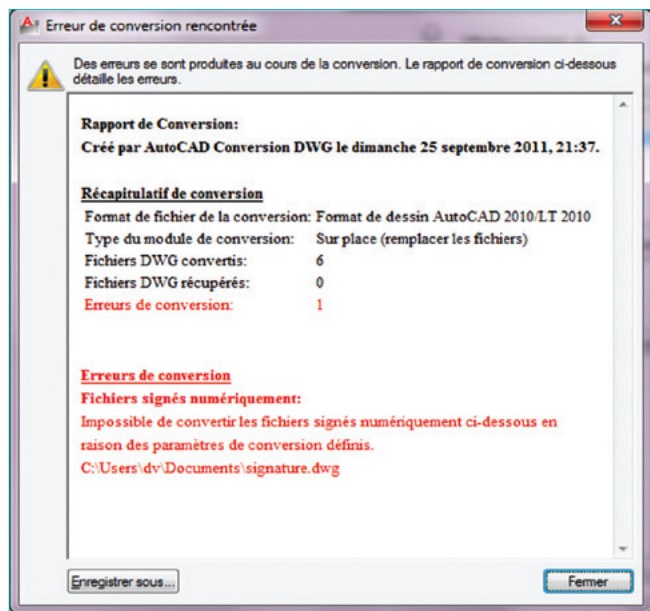 Erreur de conversion rencontrée
Des erreurs se sont produites au cours de la conversion. Le rapport de conversion ci-dessous
détaille les erreurs.
Rapport de Conversion:
Créé par AutoCAD Conversion DWG le dimanche 25 septembre 2011, 21:37.
Récapitulatif de conversion
Format de fichier de la conversion: Format de dessin AutoCAD 2010/LT 2010
Type du module de conversion: Sur place (remplacer les fichiers)
Fichiers DWG convertis: 6
Fichiers DWG récupérés: 0
Erreurs de conversion: 1
Erreurs de conversion
Fichiers signés numériquement:
Impossible de convertir les fichiers signés numériquement ci-dessous en
raison des paramètres de conversion définis.
C:\Users\dv\Documents\signature.dwg
Enregistrer sous... Fermer